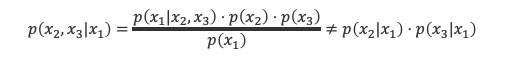 p(x₂, x₃|x₁) = p(x₁|x₂, x₃) · p(x₂) · p(x₃) / p(x₁) ≠ p(x₂|x₁) · p(x₃|x₁)